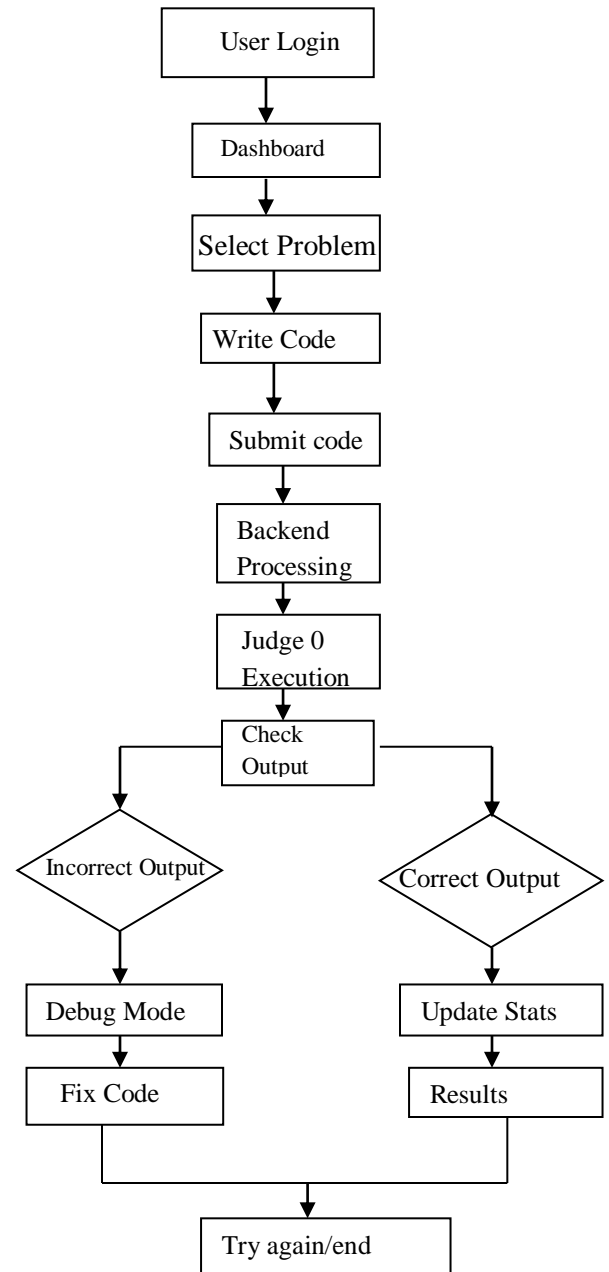 User Login
Dashboard
Select Problem
Write Code
Submit code
Backend
Processing
Judge 0
Execution
Check
Output
Incorrect Output
Correct Output
Debug Mode
Update Stats
Fix Code
Results
Try again/end